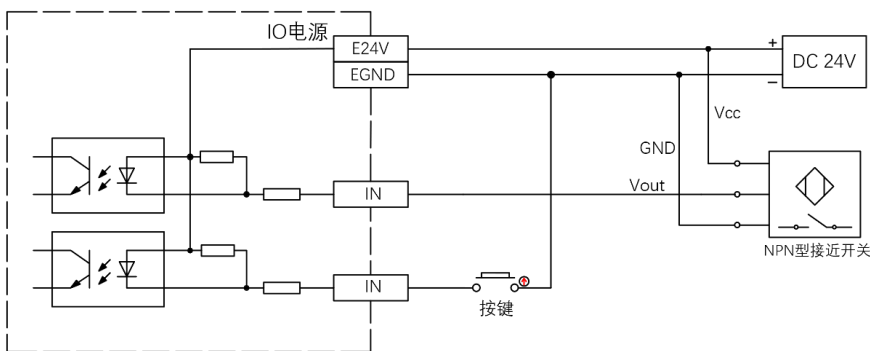 IO电源
E24V
EGND
+
DC 24V
−
Vcc
GND
IN
Vout
NPN型接近开关
IN
按键